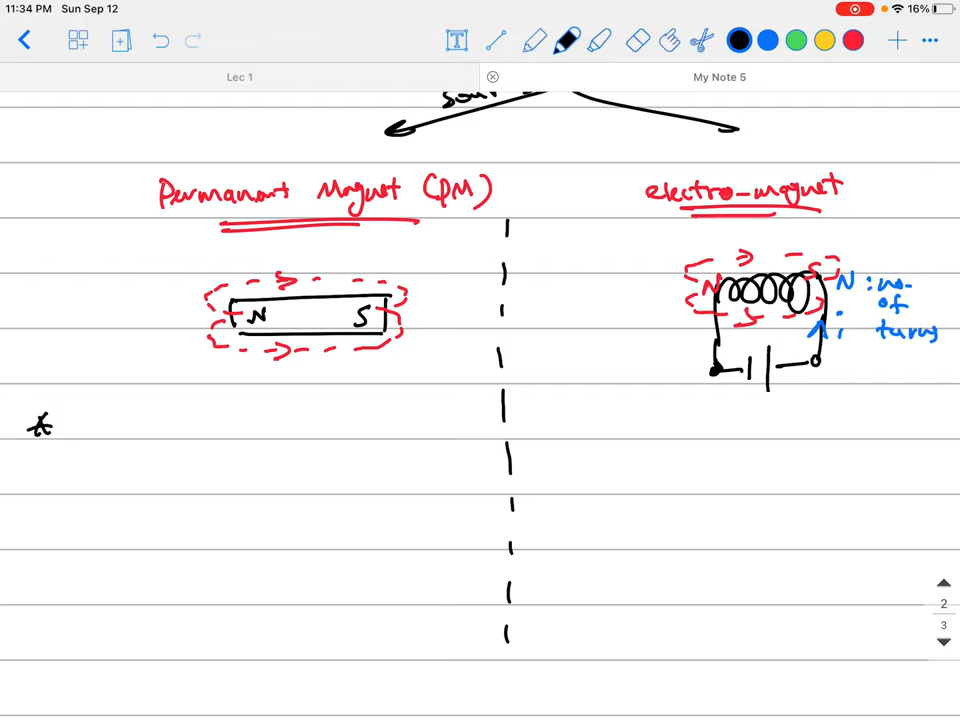 11:34 PM Sun Sep 12
16%
Lec 1
My Note 5
Permanant Magnet (PM)
electro-magnet
N S
N S
N : no.
of
i turns
2
3